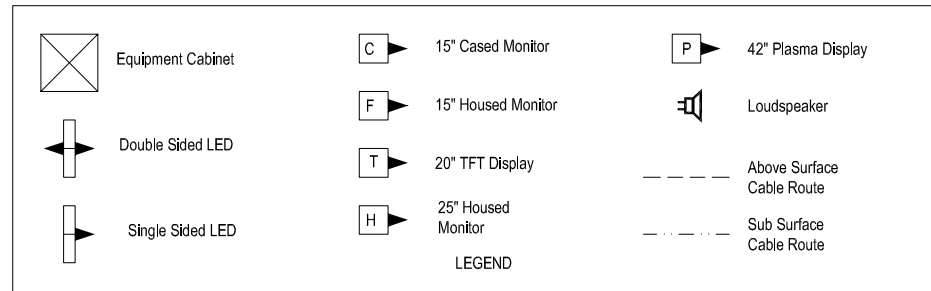 Equipment Cabinet
Double Sided LED
Single Sided LED
C 15" Cased Monitor
F 15" Housed Monitor
T 20" TFT Display
H 25" Housed
Monitor
P 42" Plasma Display
Loudspeaker
Above Surface
Cable Route
Sub Surface
Cable Route
LEGEND